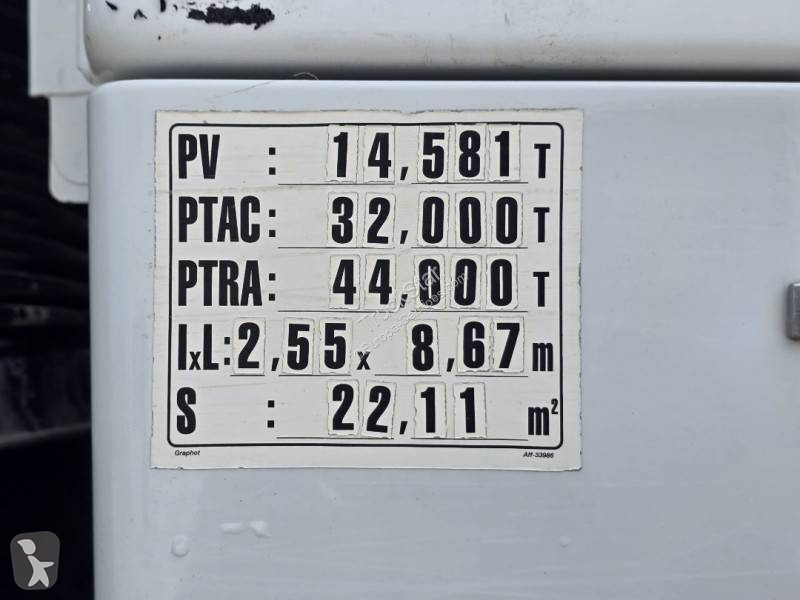 PV : 14,581 T
PTAC: 32,000 T
PTRA: 44,000 T
IxL: 2,55 x 8,67 m
S : 22,11 m²
Graphot Aff-33986